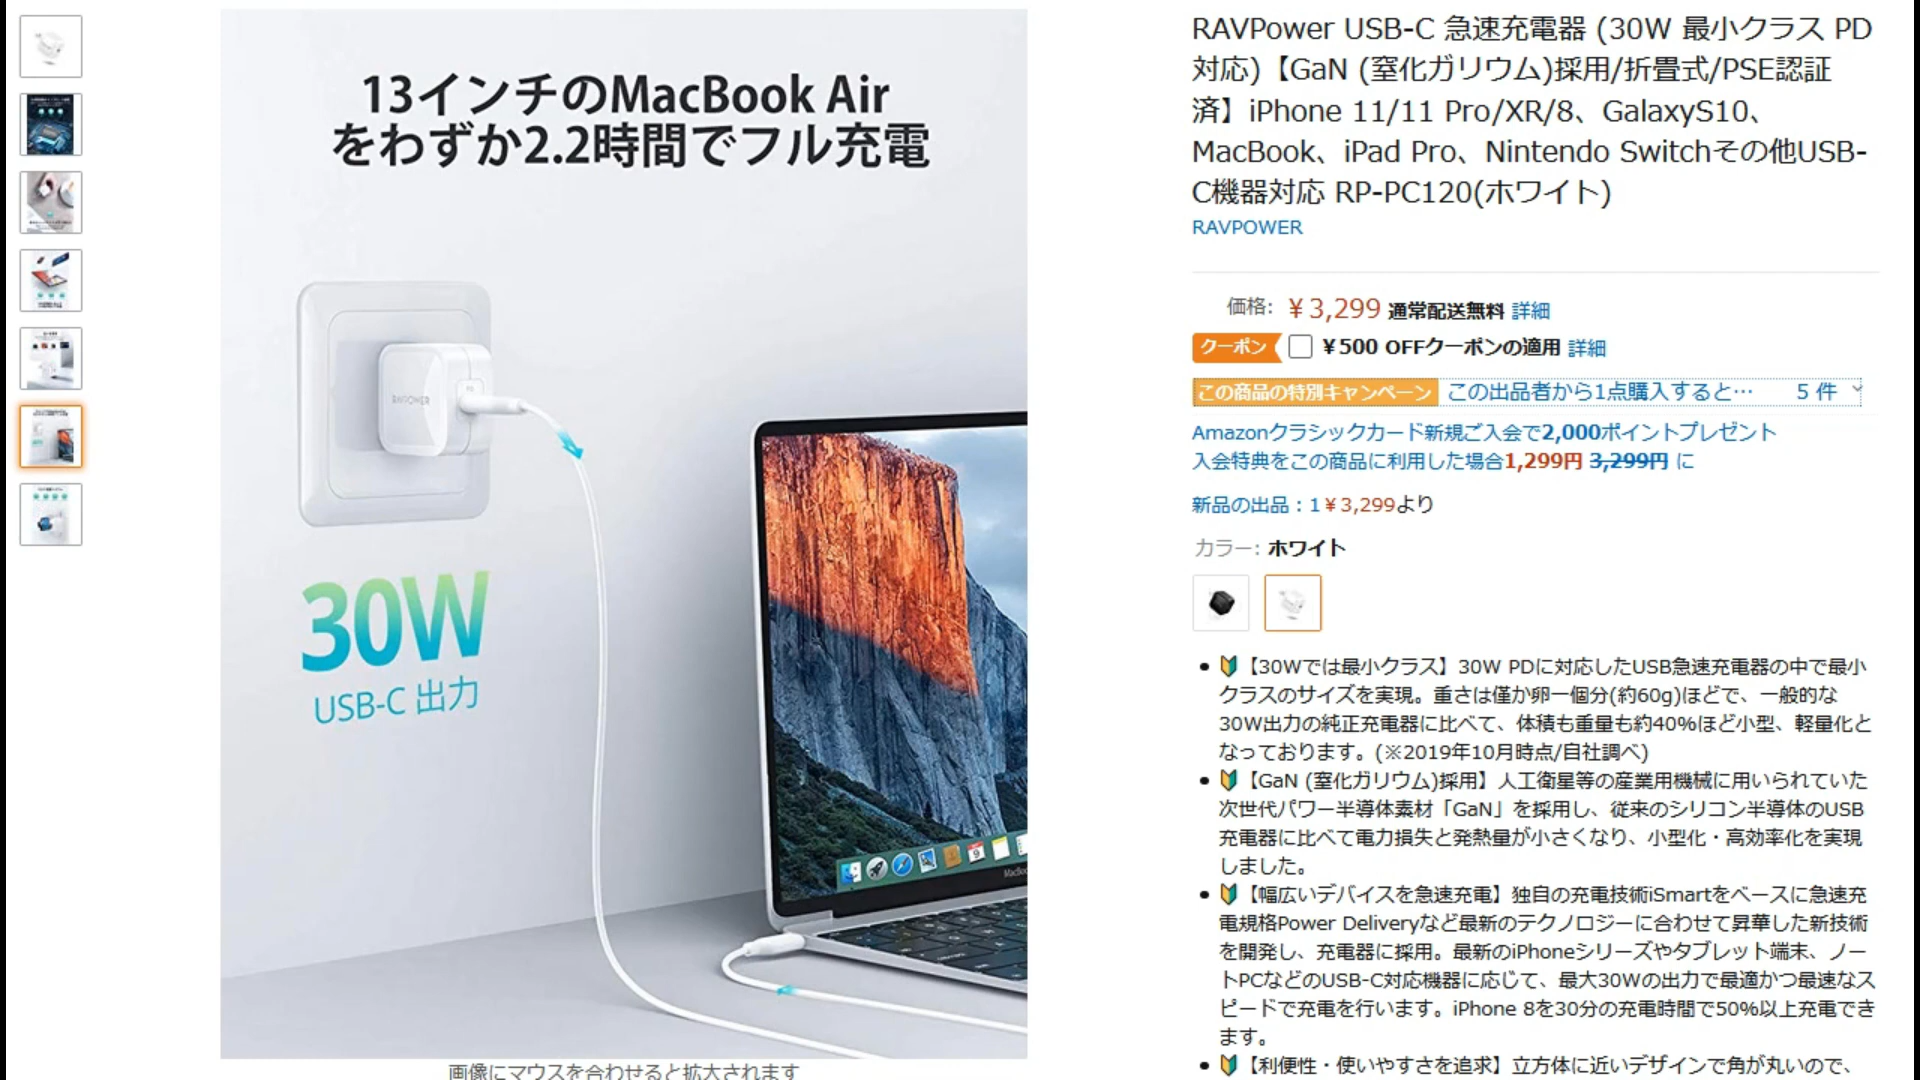 13インチのMacBook Air
をわずか2.2時間でフル充電
RAVPOWER
30W
USB-C 出力
画像にマウスを合わせると拡大されます
RAVPower USB-C 急速充電器 (30W 最小クラス PD
対応)【GaN (窒化ガリウム)採用/折畳式/PSE認証
済】iPhone 11/11 Pro/XR/8、GalaxyS10、
MacBook、iPad Pro、Nintendo Switchその他USB-
C機器対応 RP-PC120(ホワイト)
RAVPOWER
価格: ￥3,299 通常配送無料 詳細
クーポン ￥500 OFFクーポンの適用 詳細
この商品の特別キャンペーン この出品者から1点購入すると… 5 件
Amazonクラシックカード新規ご入会で2,000ポイントプレゼント
入会特典をこの商品に利用した場合1,299円 3,299円 に
新品の出品：1￥3,299より
カラー: ホワイト
• 🔰【30Wでは最小クラス】30W PDに対応したUSB急速充電器の中で最小
クラスのサイズを実現。重さは僅か卵一個分(約60g)ほどで、一般的な
30W出力の純正充電器に比べて、体積も重量も約40%ほど小型、軽量化と
なっております。(※2019年10月時点/自社調べ)
• 🔰【GaN (窒化ガリウム)採用】人工衛星等の産業用機械に用いられていた
次世代パワー半導体素材「GaN」を採用し、従来のシリコン半導体のUSB
充電器に比べて電力損失と発熱量が小さくなり、小型化・高効率化を実現
しました。
• 🔰【幅広いデバイスを急速充電】独自の充電技術iSmartをベースに急速充
電規格Power Deliveryなど最新のテクノロジーに合わせて昇華した新技術
を開発し、充電器に採用。最新のiPhoneシリーズやタブレット端末、ノー
トPCなどのUSB-C対応機器に応じて、最大30Wの出力で最適かつ最速なス
ピードで充電を行います。iPhone 8を30分の充電時間で50%以上充電でき
ます。
• 🔰【利便性・使いやすさを追求】立方体に近いデザインで角が丸いので、